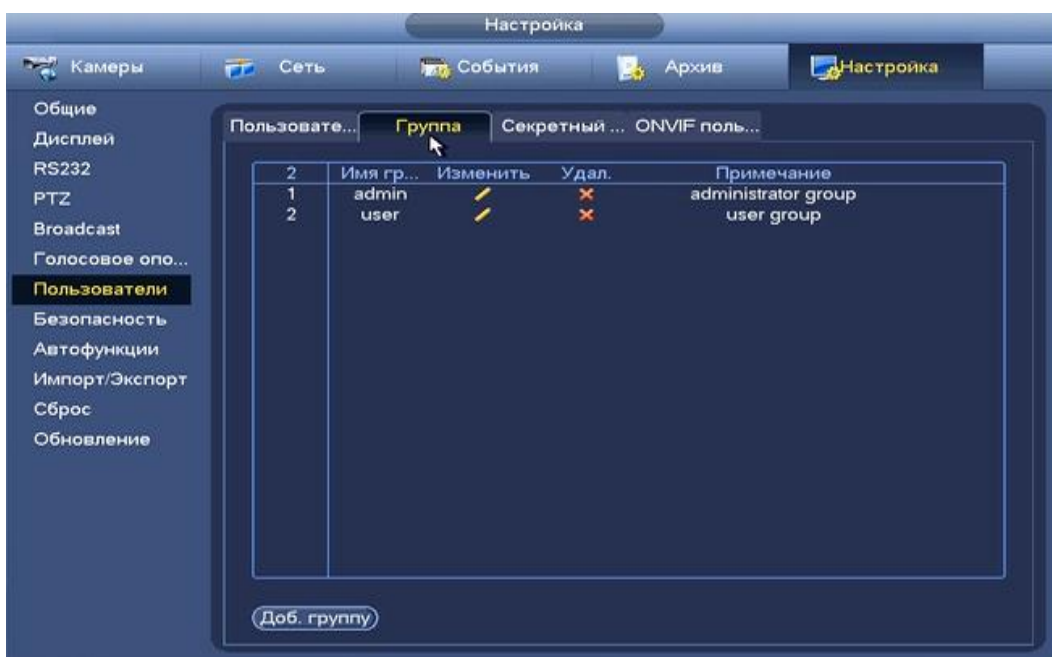 Настройка
Камеры Сеть События Архив Настройка
Общие
Дисплей
RS232
PTZ
Broadcast
Голосовое опо...
Пользователи
Безопасность
Автофункции
Импорт/Экспорт
Сброс
Обновление
Пользовате... Группа Секретный ... ONVIF поль...
2 Имя гр... Изменить Удал. Примечание
1 admin administrator group
2 user user group
Доб. группу